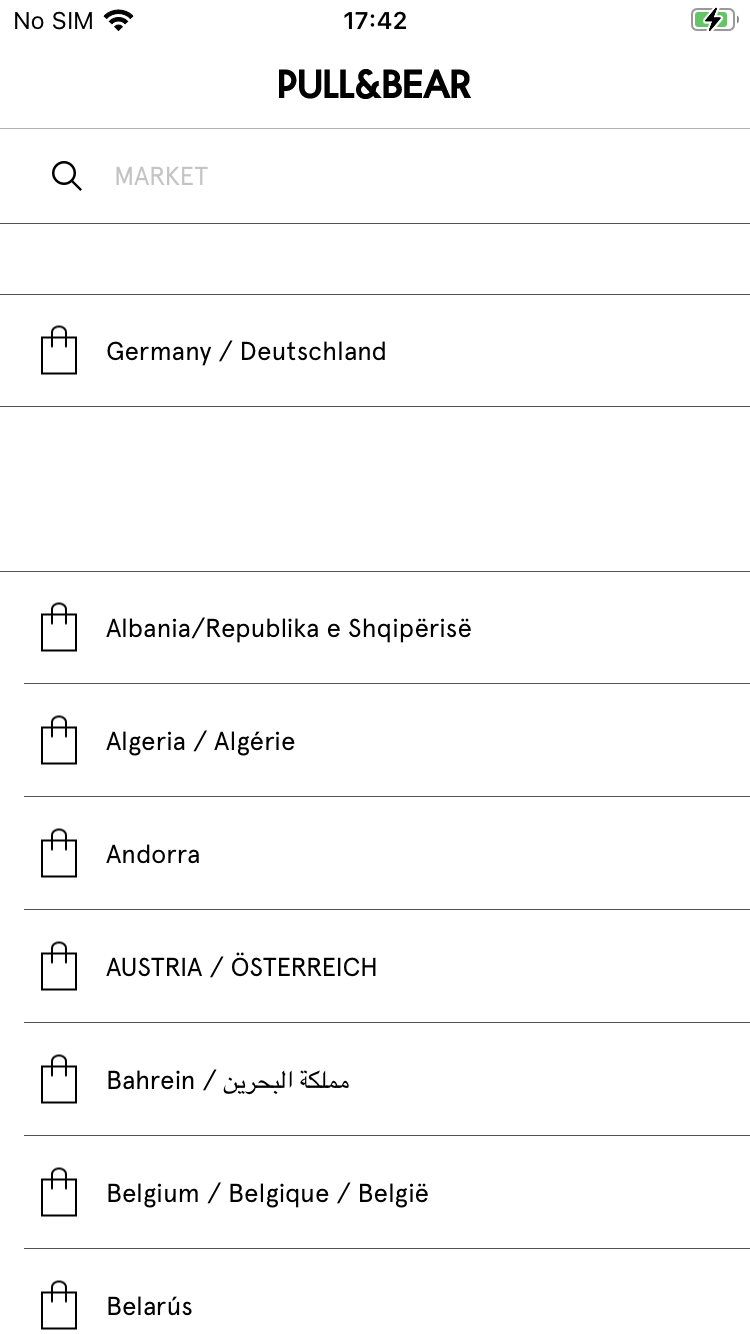 No SIM 17:42
PULL&BEAR
MARKET
Germany / Deutschland
Albania/Republika e Shqipërisë
Algeria / Algérie
Andorra
AUSTRIA / ÖSTERREICH
Bahrein / مملكة البحرين
Belgium / Belgique / België
Belarús